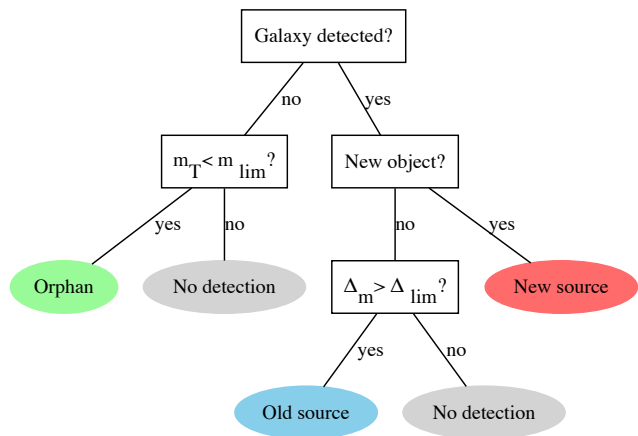 Galaxy detected?
no
yes
m_T < m_lim?
New object?
yes
no
no
yes
Orphan
No detection
Δ_m > Δ_lim?
New source
yes
no
Old source
No detection